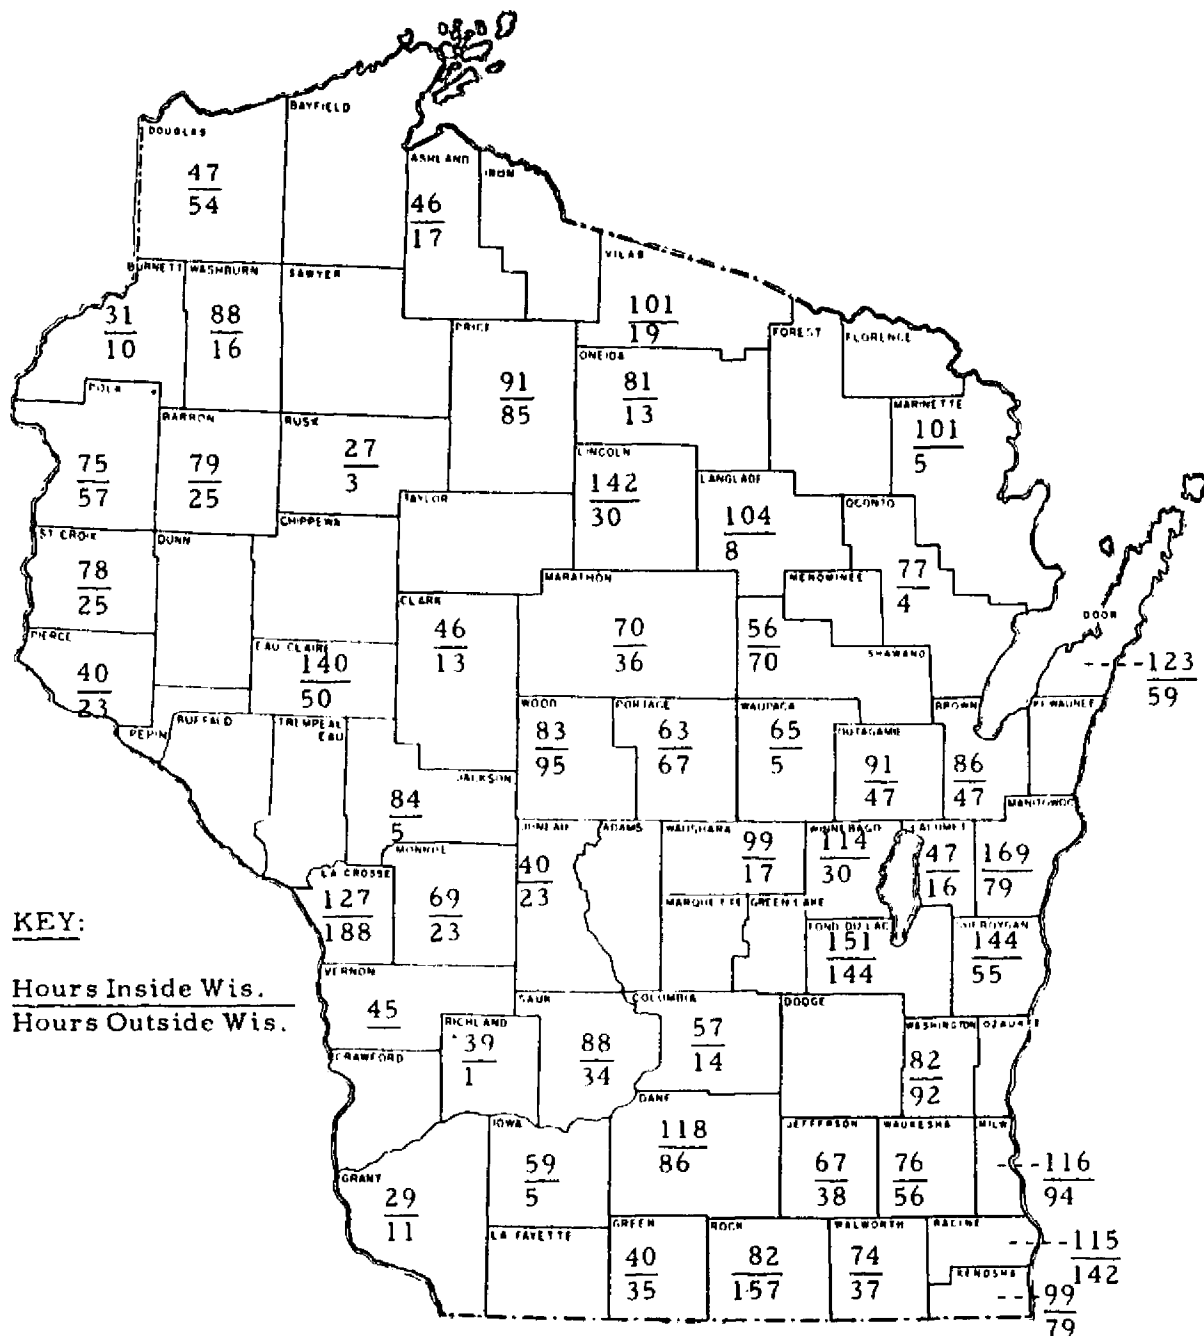 BAYFIELD
DOUGLAS
47
54
ASHLAND
46
17
IRON
VILAS
101
19
BURNETT
31
10
WASHBURN
88
16
SAWYER
PRICE
91
85
ONEIDA
81
13
FOREST
FLORENCE
MARINETTE
101
5
POLK
75
57
BARRON
79
25
RUSK
27
3
TAYLOR
LINCOLN
142
30
LANGLADE
104
8
OCONTO
77
4
ST CROIX
78
25
DUNN
CHIPPEWA
MARATHON
70
36
MENOMINEE
CLARK
46
13
56
70
SHAWANO
DOOR
123
59
PIERCE
40
23
EAU CLAIRE
140
50
PEPIN
BUFFALO
TREMPEAL
EAU
WOOD
83
95
PORTAGE
63
67
WAUPACA
65
5
OUTAGAMIE
91
47
BROWN
86
47
KEWAUNEE
JACKSON
84
5
MANITOWOC
169
79
JUNEAU
40
23
ADAMS
WAUSHARA
99
17
WINNEBAGO
114
30
CALUMET
47
16
MONROE
69
23
LA CROSSE
127
188
MARQUETTE
GREEN LAKE
FOND DU LAC
151
144
SHEBOYGAN
144
55
KEY:
Hours Inside Wis.
Hours Outside Wis.
VERNON
45
SAUK
88
34
COLUMBIA
57
14
DODGE
RICHLAND
39
1
WASHINGTON
82
92
OZAUKEE
CRAWFORD
DANE
118
86
IOWA
59
5
JEFFERSON
67
38
WAUKESHA
76
56
MILW
116
94
GRANT
29
11
LA FAYETTE
GREEN
40
35
ROCK
82
157
WALWORTH
74
37
RACINE
115
142
KENOSHA
99
79